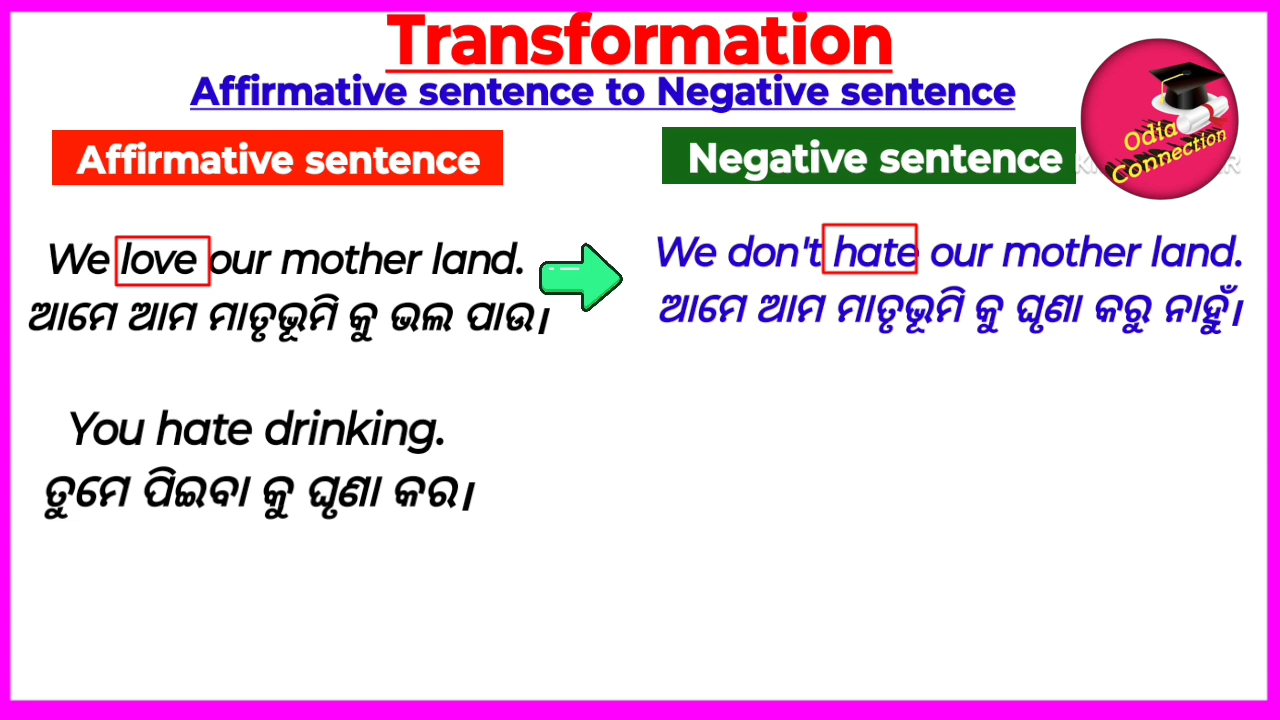 Transformation
Affirmative sentence to Negative sentence
Odia
Connection
Affirmative sentence
Negative sentence
We love our mother land.
We don't hate our mother land.
ଆମେ ଆମ ମାତୃଭୂମି କୁ ଭଲ ପାଉ।
ଆମେ ଆମ ମାତୃଭୂମି କୁ ଘୃଣା କରୁ ନାହୁଁ।
You hate drinking.
ତୁମେ ପିଇବା କୁ ଘୃଣା କର।